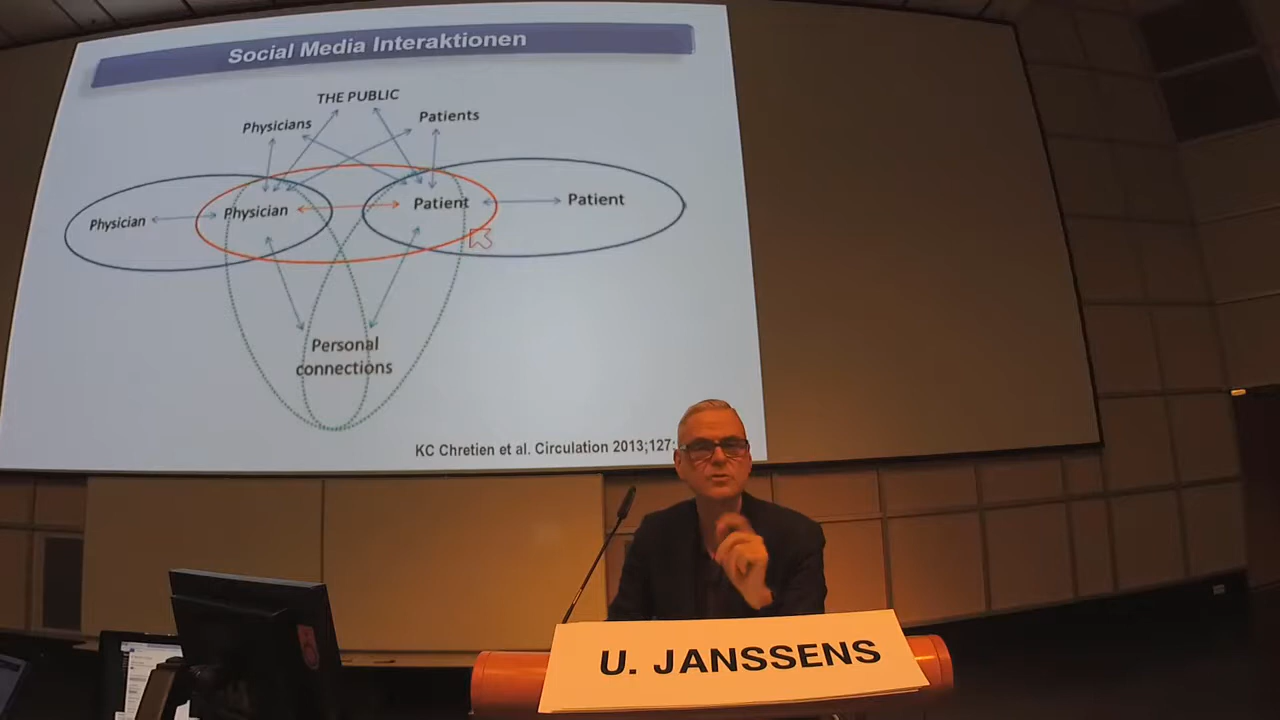 Social Media Interaktionen
THE PUBLIC
Physicians
Patients
Physician
Physician
Patient
Patient
Personal
connections
KC Chretien et al. Circulation 2013;127:
U. JANSSENS